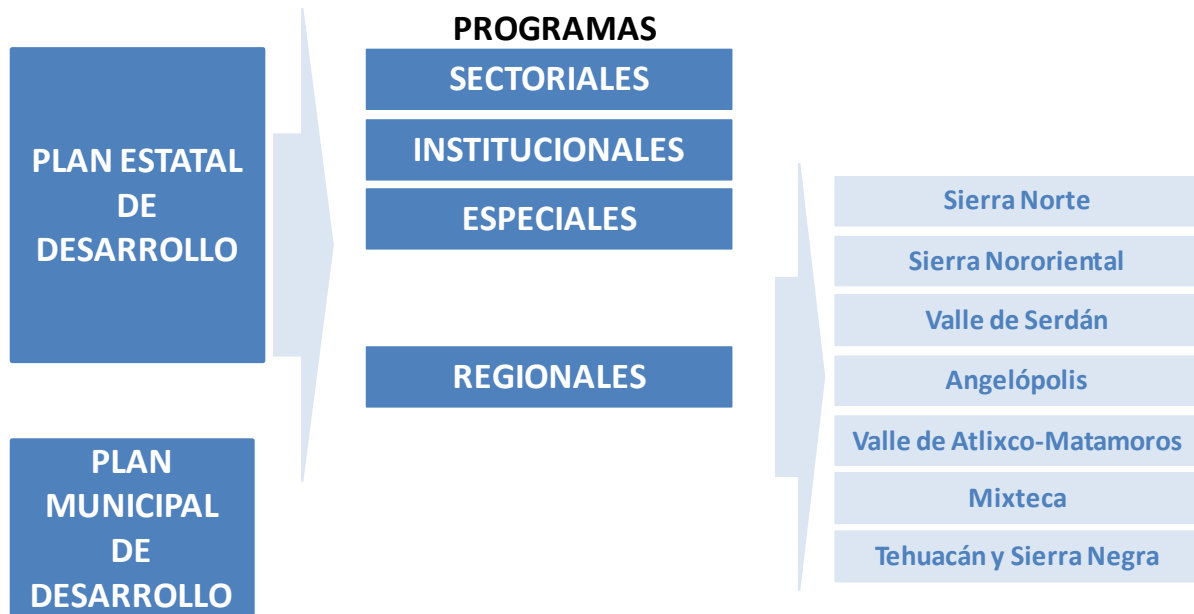 PLAN ESTATAL
DE
DESARROLLO
PLAN
MUNICIPAL
DE
DESARROLLO
PROGRAMAS
SECTORIALES
INSTITUCIONALES
ESPECIALES
REGIONALES
Sierra Norte
Sierra Nororiental
Valle de Serdán
Angelópolis
Valle de Atlixco-Matamoros
Mixteca
Tehuacán y Sierra Negra